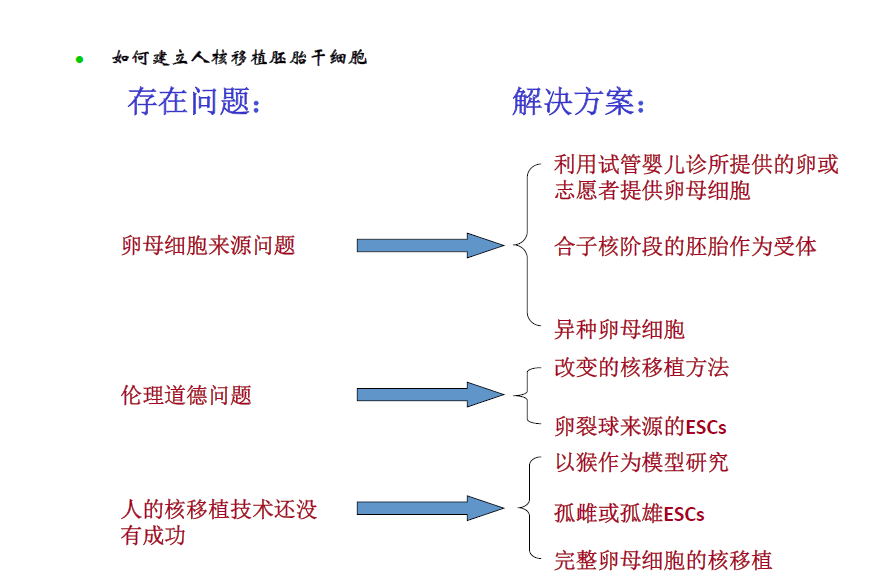 如何建立人核移植胚胎干细胞
存在问题:
解决方案:
卵母细胞来源问题
利用试管婴儿诊所提供的卵或
志愿者提供卵母细胞
合子核阶段的胚胎作为受体
异种卵母细胞
伦理道德问题
改变的核移植方法
卵裂球来源的ESCs
人的核移植技术还没
有成功
以猴作为模型研究
孤雌或孤雄ESCs
完整卵母细胞的核移植